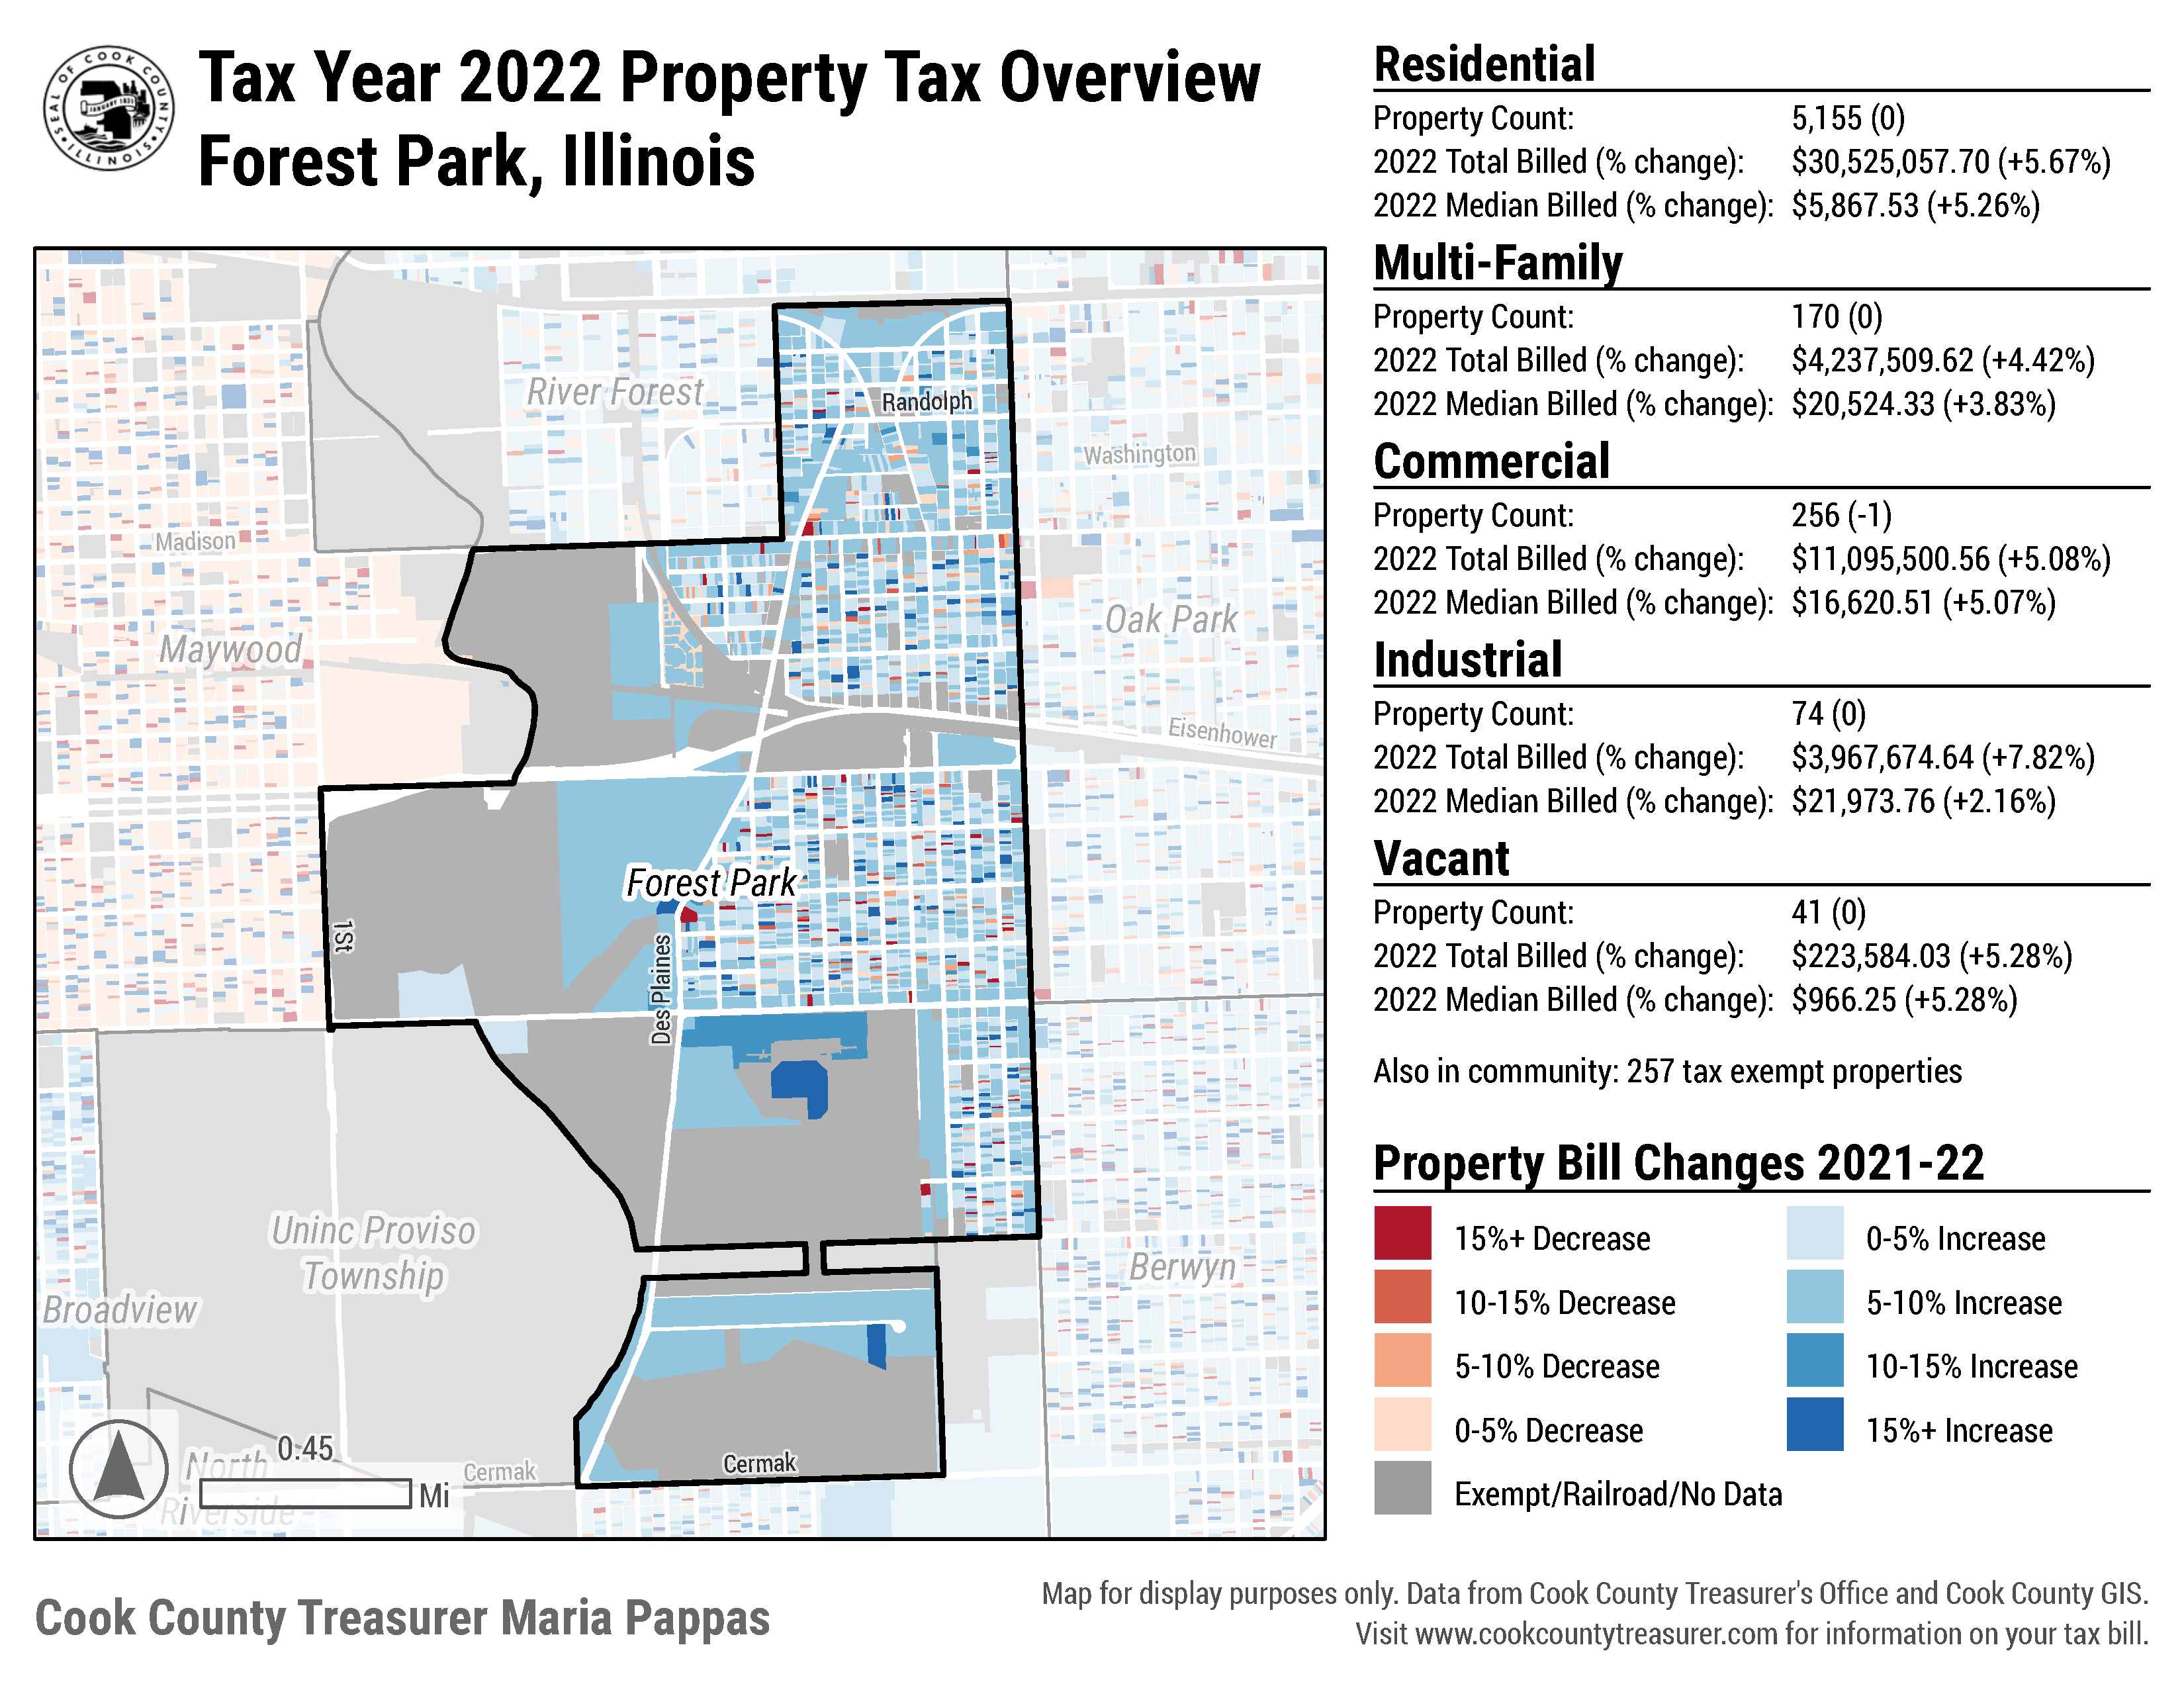 SEAL OF COOK COUNTY
ILLINOIS
JANUARY 1831
Tax Year 2022 Property Tax Overview
Forest Park, Illinois
River Forest
Randolph
Washington
Madison
Oak Park
Maywood
Eisenhower
Forest Park
1St
Des Plaines
Uninc Proviso
Township
Berwyn
Broadview
Cermak
Cermak
North
Riverside
0.45
Mi
Residential
Property Count: 5,155 (0)
2022 Total Billed (% change): $30,525,057.70 (+5.67%)
2022 Median Billed (% change): $5,867.53 (+5.26%)
Multi-Family
Property Count: 170 (0)
2022 Total Billed (% change): $4,237,509.62 (+4.42%)
2022 Median Billed (% change): $20,524.33 (+3.83%)
Commercial
Property Count: 256 (-1)
2022 Total Billed (% change): $11,095,500.56 (+5.08%)
2022 Median Billed (% change): $16,620.51 (+5.07%)
Industrial
Property Count: 74 (0)
2022 Total Billed (% change): $3,967,674.64 (+7.82%)
2022 Median Billed (% change): $21,973.76 (+2.16%)
Vacant
Property Count: 41 (0)
2022 Total Billed (% change): $223,584.03 (+5.28%)
2022 Median Billed (% change): $966.25 (+5.28%)
Also in community: 257 tax exempt properties
Property Bill Changes 2021-22
15%+ Decrease
10-15% Decrease
5-10% Decrease
0-5% Decrease
Exempt/Railroad/No Data
0-5% Increase
5-10% Increase
10-15% Increase
15%+ Increase
Cook County Treasurer Maria Pappas
Map for display purposes only. Data from Cook County Treasurer's Office and Cook County GIS.
Visit www.cookcountytreasurer.com for information on your tax bill.